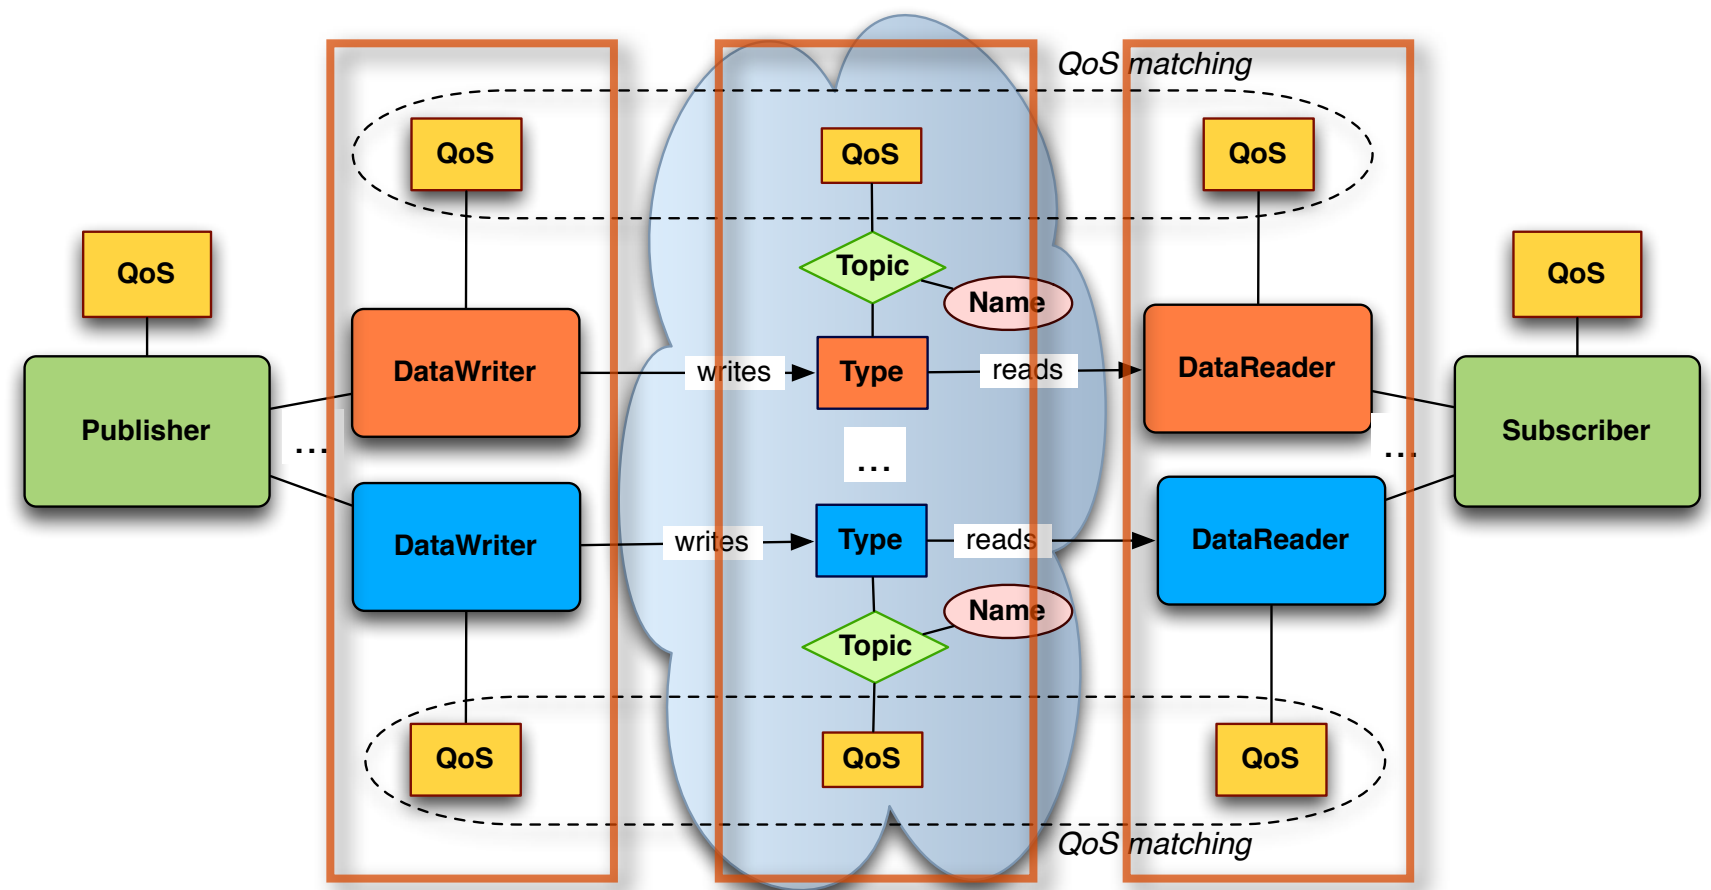 QoS matching
QoS
QoS
QoS
QoS
Topic
Name
QoS
DataWriter
writes
Type
reads
DataReader
Publisher
...
...
...
Subscriber
DataWriter
writes
Type
reads
DataReader
Name
Topic
QoS
QoS
QoS
QoS matching